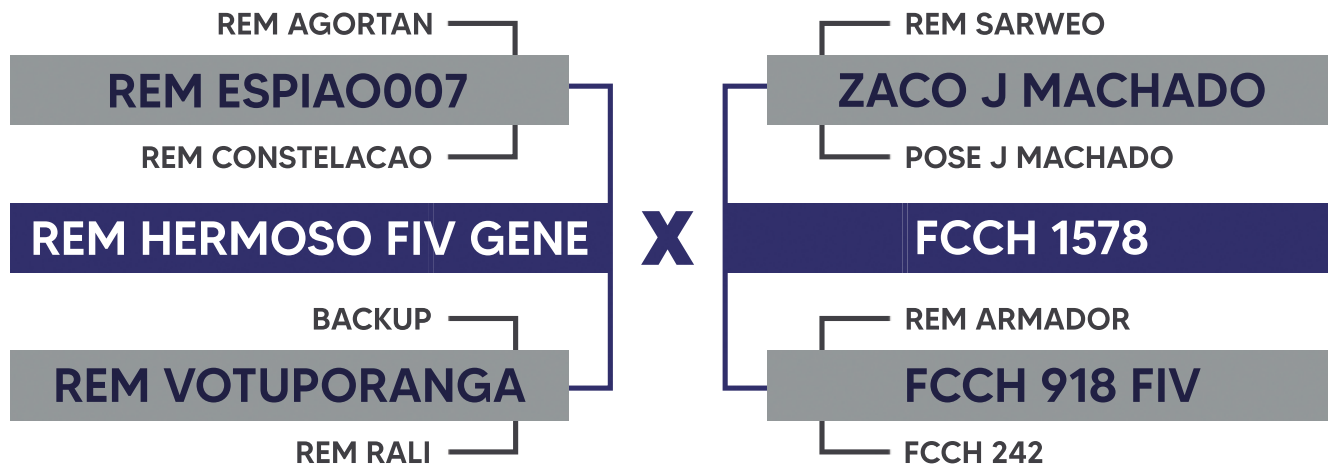 REM AGORTAN
REM ESPIAO007
REM CONSTELACAO
REM HERMOSO FIV GENE
BACKUP
REM VOTUPORANGA
REM RALI
X
REM SARWEO
ZACO J MACHADO
POSE J MACHADO
FCCH 1578
REM ARMADOR
FCCH 918 FIV
FCCH 242